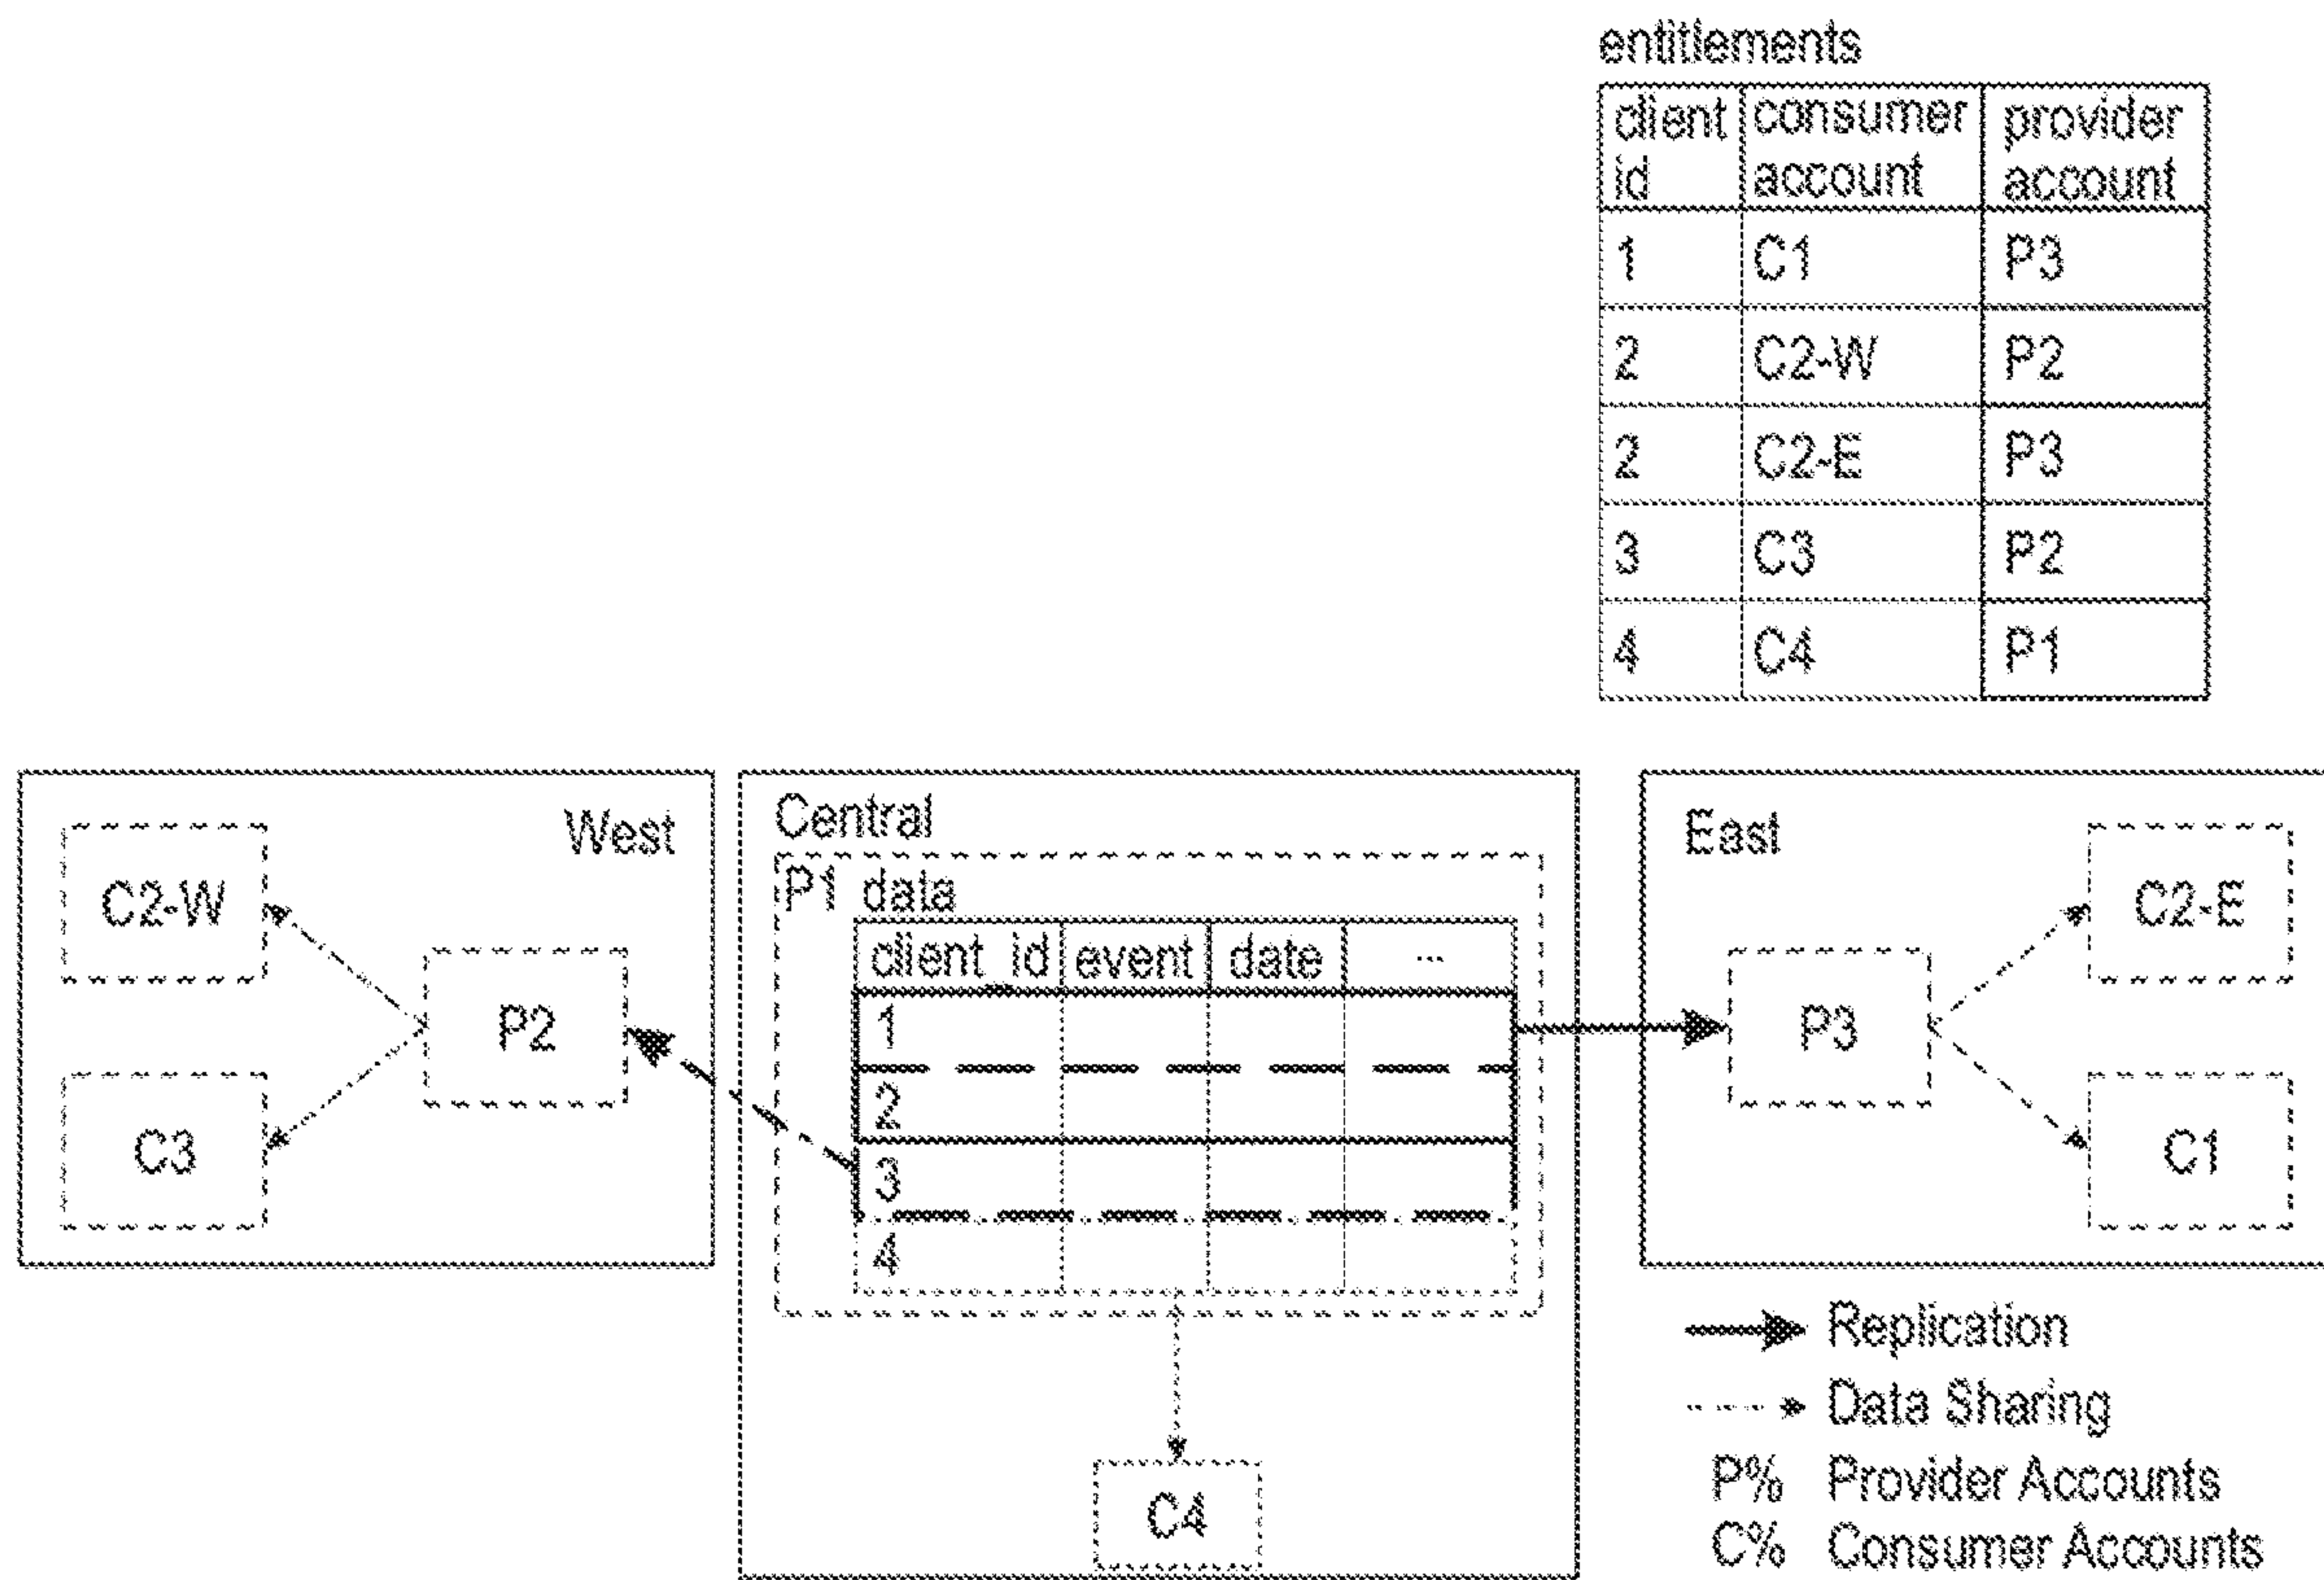 entitlements
client id consumer account provider account
1 C1 P3
2 C2-W P2
2 C2-E P3
3 C3 P2
4 C4 P1
West
C2-W
P2
C3
Central
P1 data
client_id event date ...
1
2
3
4
C4
East
C2-E
P3
C1
Replication
Data Sharing
P% Provider Accounts
C% Consumer Accounts